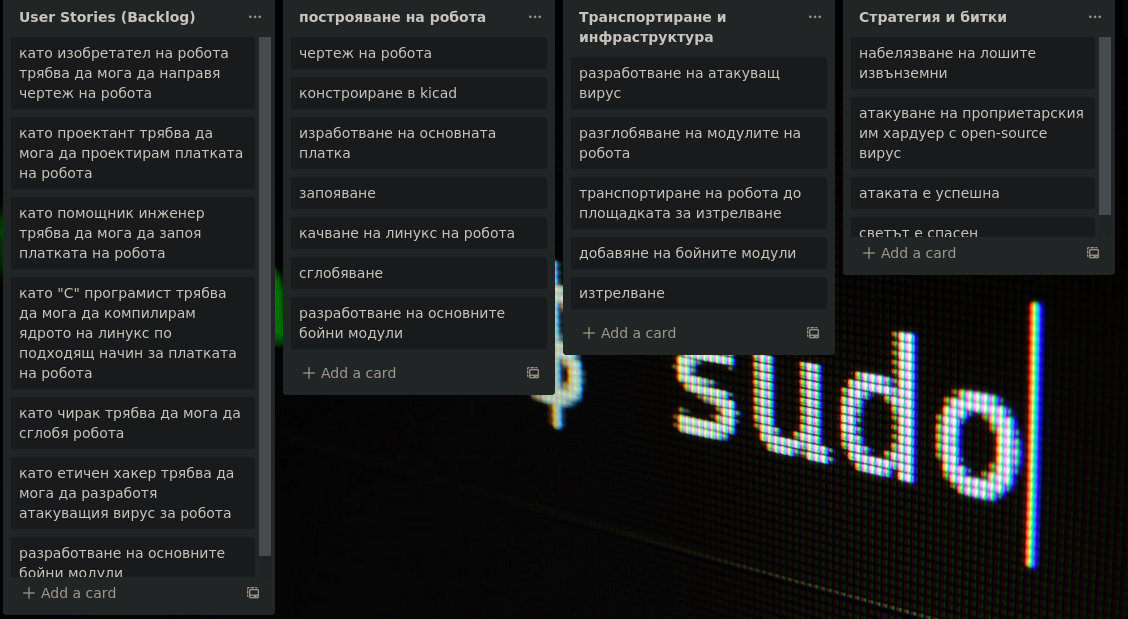 User Stories (Backlog)
като изобретател на робота
трябва да мога да направя
чертеж на робота
като проектант трябва да
мога да проектирам платката
на робота
като помощник инженер
трябва да мога да запоя
платката на робота
като "C" програмист трябва
да мога да компилирам
ядрото на линукс по
подходящ начин за платката
на робота
като чирак трябва да мога да
сглобя робота
като етичен хакер трябва да
мога да разработя
атакуващия вирус за робота
разработване на основните
бойни модули
+ Add a card
построяване на робота
чертеж на робота
констроиране в kicad
изработване на основната
платка
запояване
качване на линукс на робота
сглобяване
разработване на основните
бойни модули
+ Add a card
Транспортиране и
инфраструктура
разработване на атакуващ
вирус
разглобяване на модулите на
робота
транспортиране на робота до
площадката за изтрелване
добавяне на бойните модули
изтрелване
+ Add a card
Стратегия и битки
набелязване на лошите
извънземни
атакуване на проприетарския
им хардуер с open-source
вирус
атаката е успешна
светът е спасен
+ Add a card
$ sudo